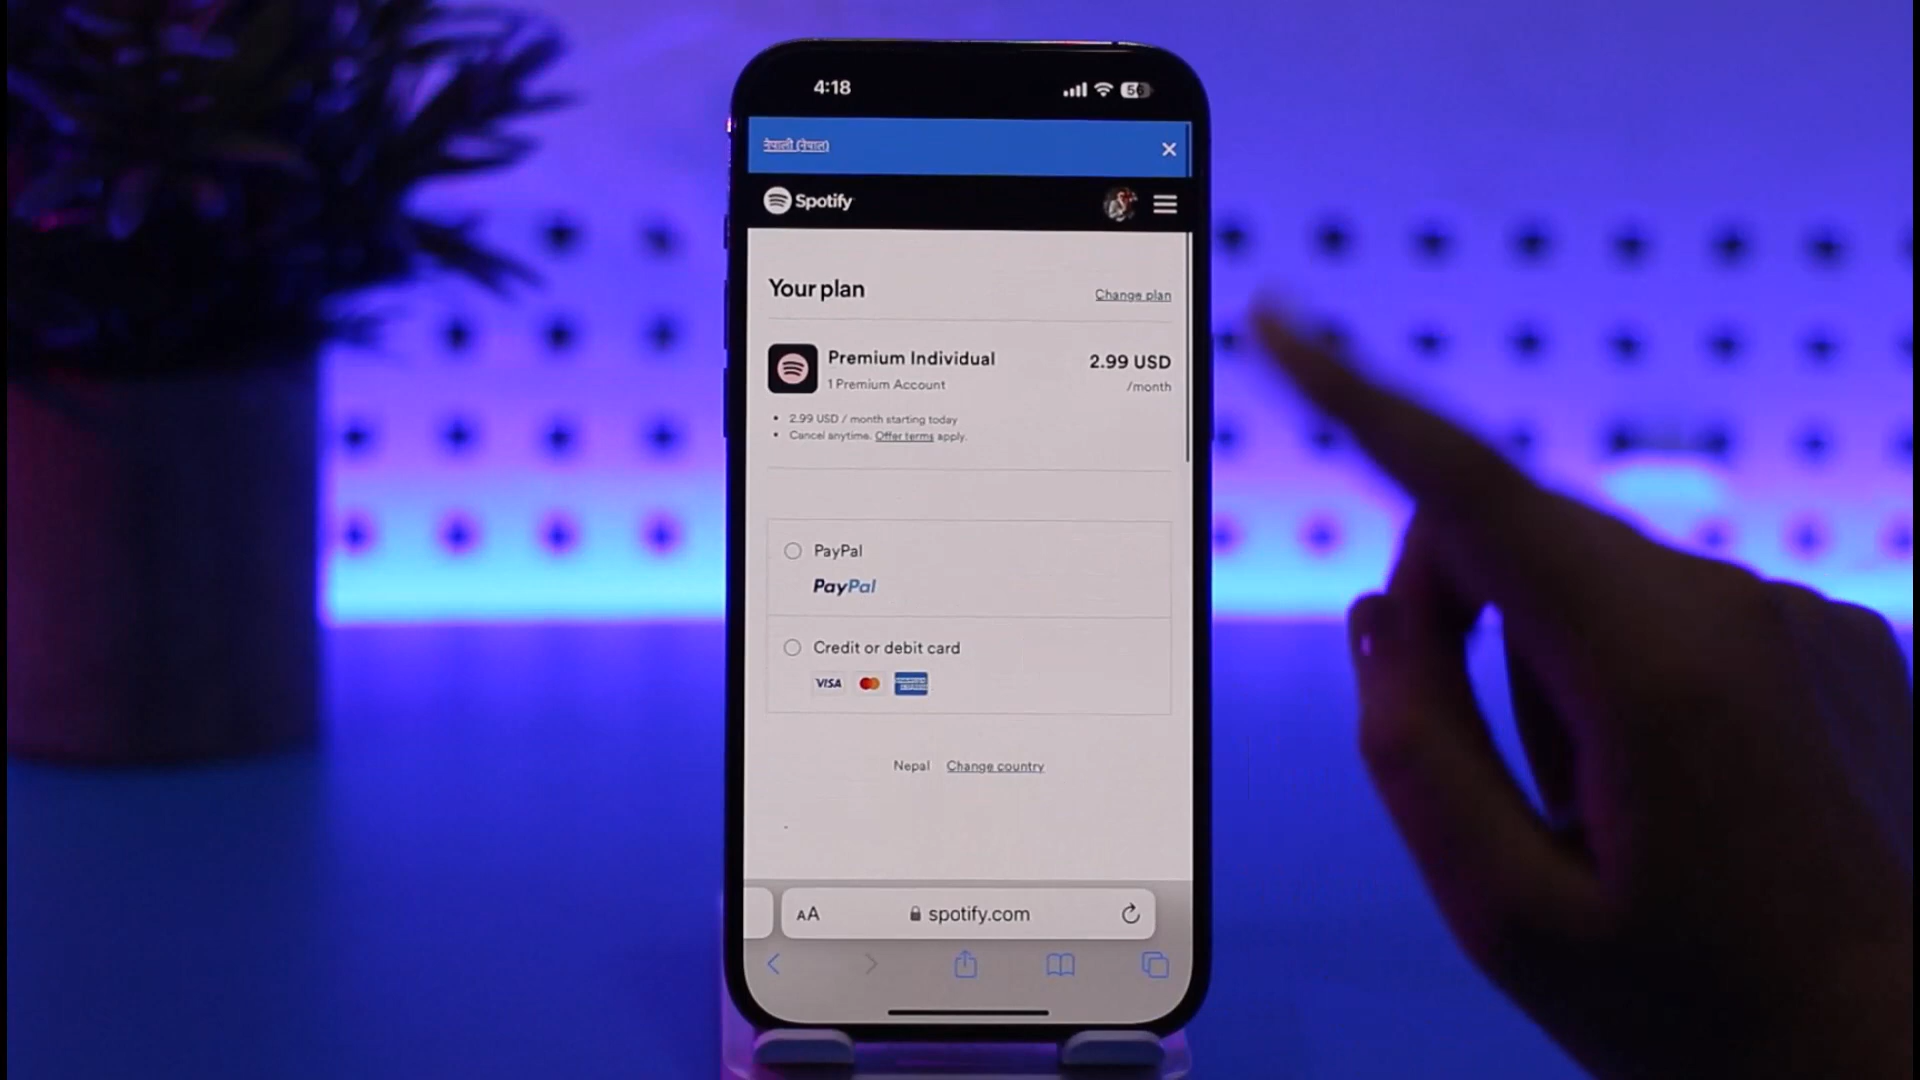 4:18
56
नेपाली (नेपाल)
Spotify
Your plan
Change plan
Premium Individual
2.99 USD
1 Premium Account
/month
2.99 USD / month starting today
Cancel anytime. Offer terms apply.
PayPal
PayPal
Credit or debit card
VISA
Nepal Change country
AA
spotify.com